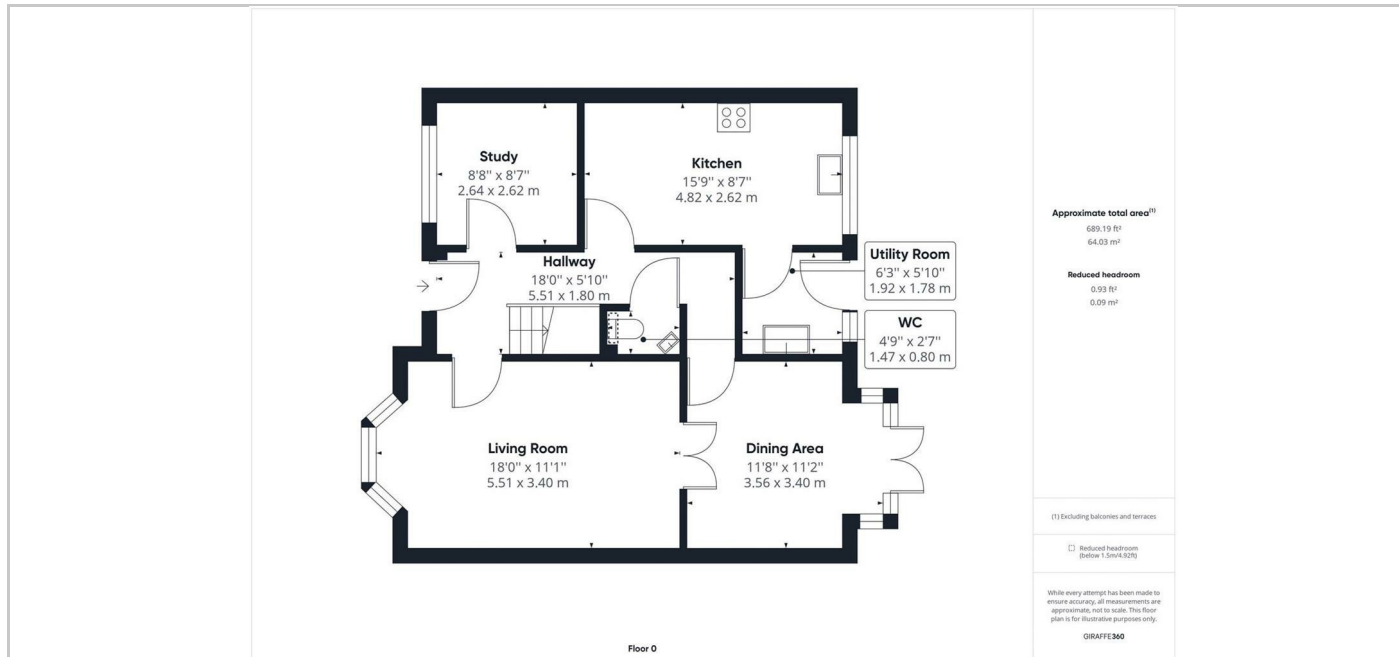 Study
8'8" x 8'7"
2.64 x 2.62 m
Kitchen
15'9" x 8'7"
4.82 x 2.62 m
Hallway
18'0" x 5'10"
5.51 x 1.80 m
Utility Room
6'3" x 5'10"
1.92 x 1.78 m
WC
4'9" x 2'7"
1.47 x 0.80 m
Living Room
18'0" x 11'1"
5.51 x 3.40 m
Dining Area
11'8" x 11'2"
3.56 x 3.40 m
Floor 0
Approximate total area(1)
689.19 ft²
64.03 m²
Reduced headroom
0.93 ft²
0.09 m²
(1) Excluding balconies and terraces
Reduced headroom
(below 1.5m/4.92ft)
While every attempt has been made to
ensure accuracy, all measurements are
approximate, not to scale. This floor
plan is for illustrative purposes only.
GIRAFFE360